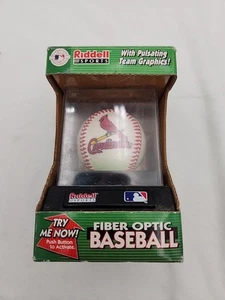 Riddell
SPORTS
With Pulsating
Team Graphics!
Cardinals
Riddell
TRY
ME NOW!
Push Button
to Activate.
FIBER OPTIC
BASEBALL